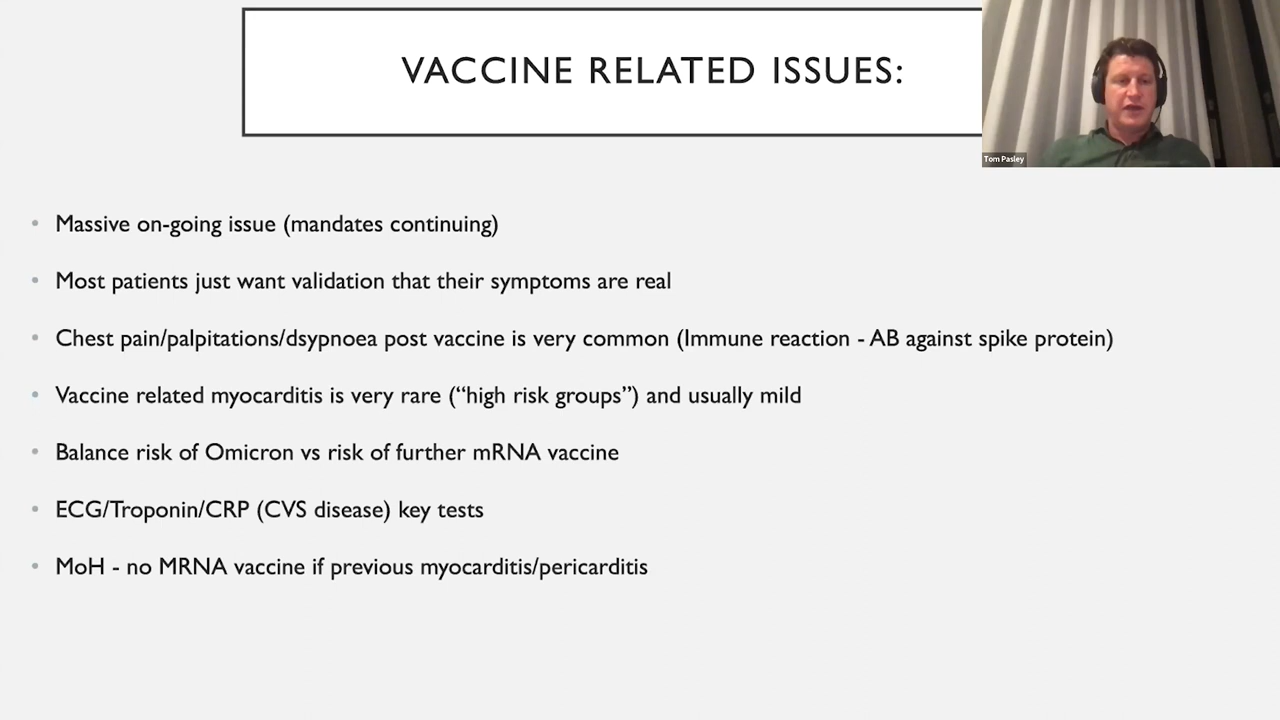 VACCINE RELATED ISSUES:
Tom Pasley
• Massive on-going issue (mandates continuing)
• Most patients just want validation that their symptoms are real
• Chest pain/palpitations/dsypnoea post vaccine is very common (Immune reaction - AB against spike protein)
• Vaccine related myocarditis is very rare (“high risk groups”) and usually mild
• Balance risk of Omicron vs risk of further mRNA vaccine
• ECG/Troponin/CRP (CVS disease) key tests
• MoH - no MRNA vaccine if previous myocarditis/pericarditis